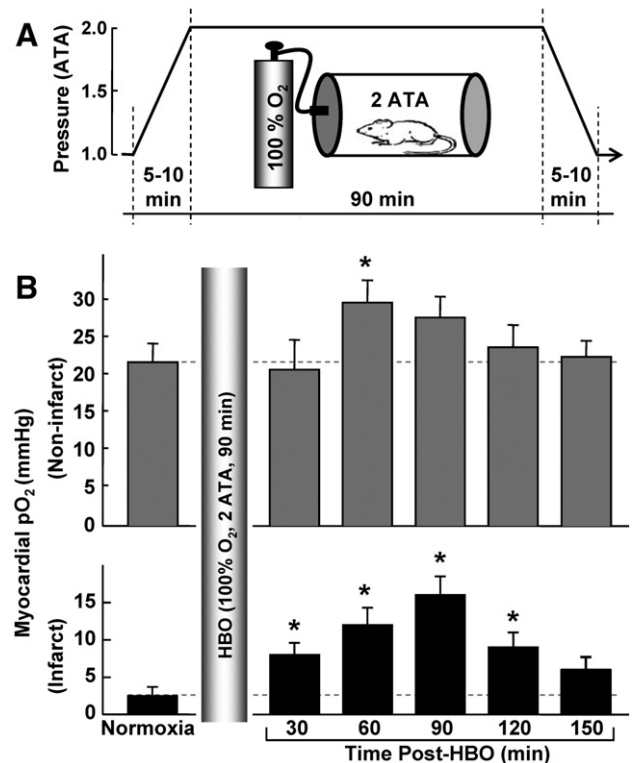 A
Pressure (ATA)
2.0
1.5
1.0
100 % O₂
2 ATA
5-10
min
90 min
5-10
min
B
Myocardial pO₂ (mmHg)
(Non-infarct)
30
25
20
15
10
5
0
*
HBO (100% O₂, 2 ATA, 90 min)
(Infarct)
15
10
5
0
* * * *
Normoxia 30 60 90 120 150
Time Post-HBO (min)